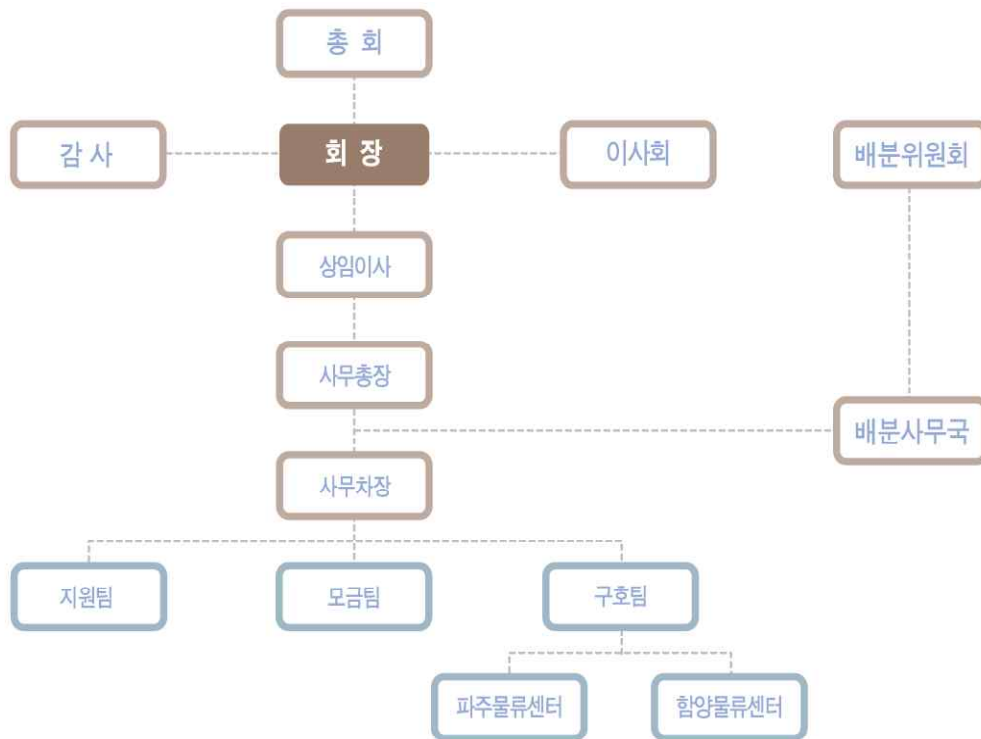 총 회
감 사
회 장
이사회
배분위원회
상임이사
사무총장
배분사무국
사무차장
지원팀
모금팀
구호팀
파주물류센터
함양물류센터